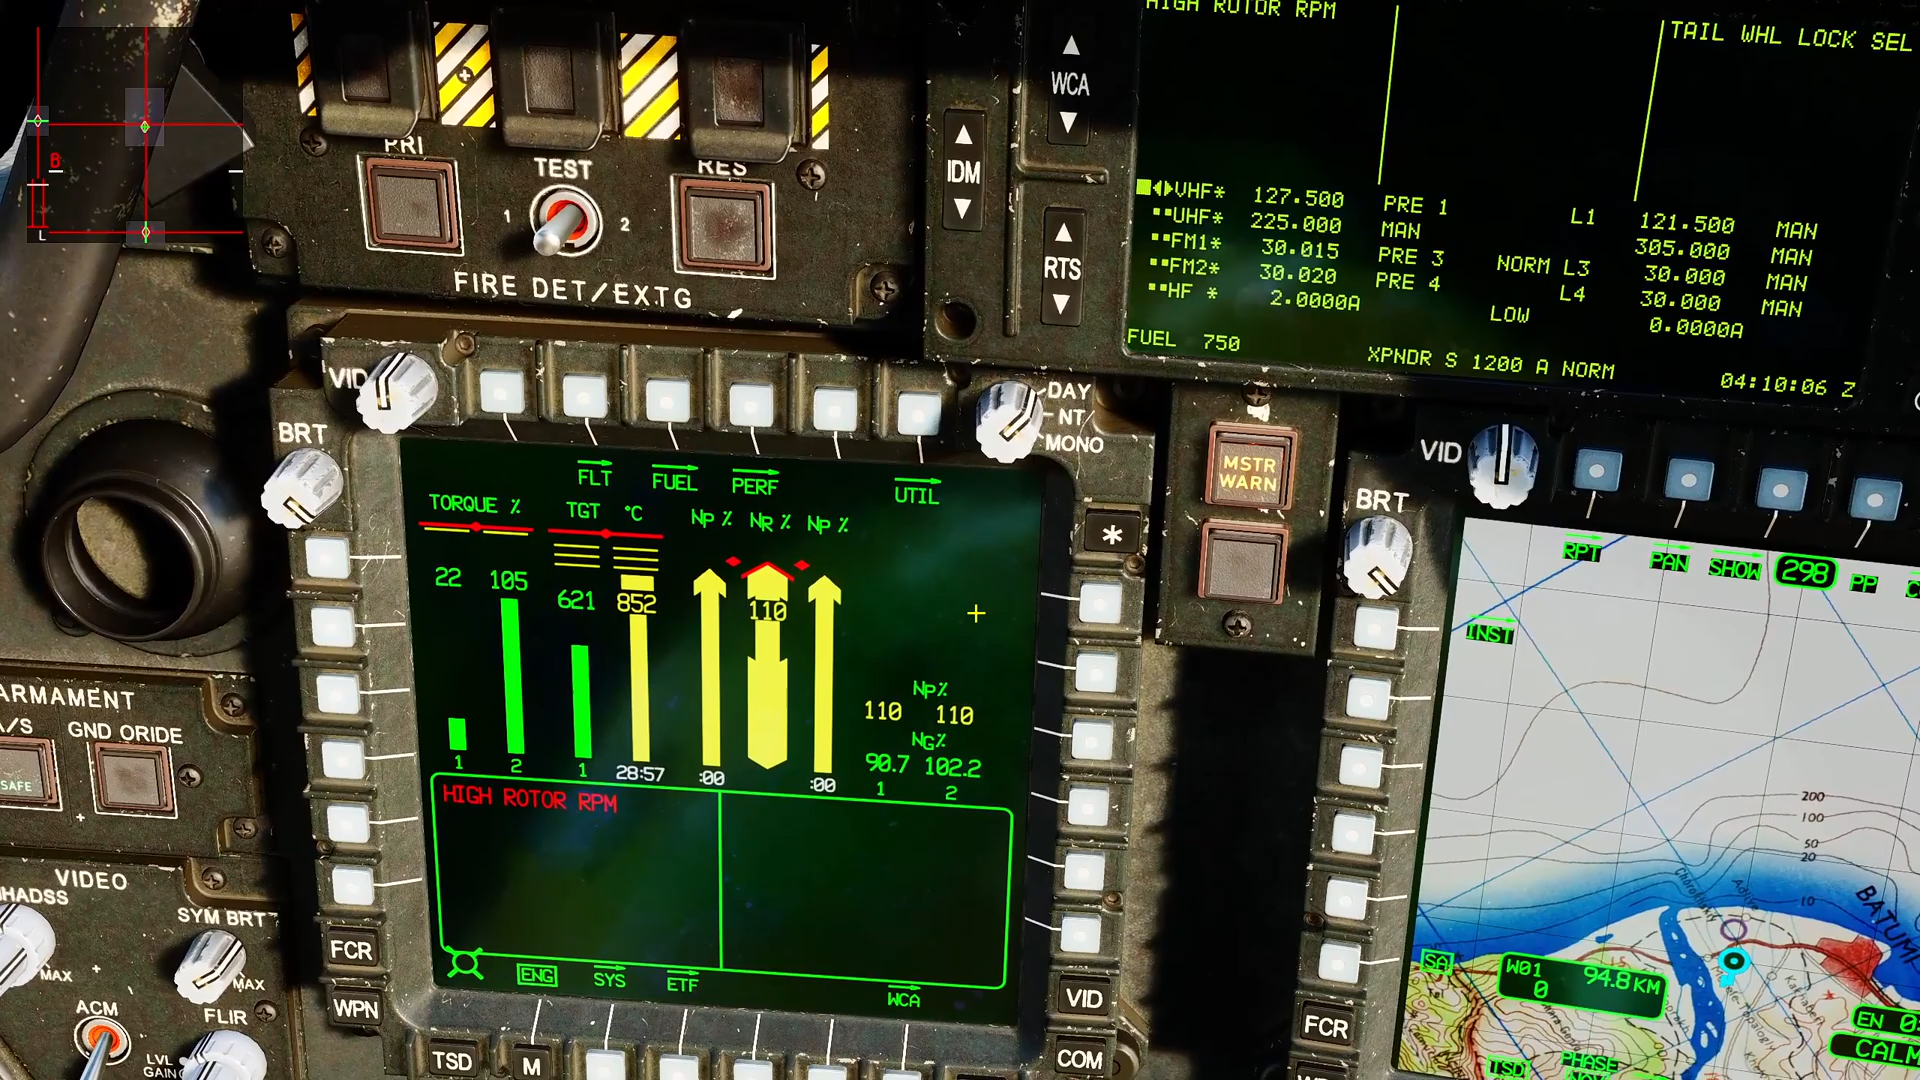 HIGH ROTOR RPM
TAIL WHL LOCK SEL
WCA
IDM
RTS
VHF* 127.500 PRE 1 L1 121.500 MAN
UHF* 225.000 MAN 305.000 MAN
FM1* 30.015 PRE 3 NORM L3 30.000 MAN
FM2* 30.020 PRE 4 L4 30.000 MAN
HF * 2.0000A LOW 0.0000A
FUEL 750
XPNDR S 1200 A NORM
04:10:06 Z
B
L
PRI
TEST
RES
1 2
FIRE DET/EXTG
VID
BRT
DAY
NT
MONO
FLT FUEL PERF UTIL
TORQUE % TGT °C NP % NR % NP %
22 105 621 852 110
NP%
110 110
NG%
90.7 102.2
1 2 1 28:57 :00 :00 1 2
HIGH ROTOR RPM
ENG SYS ETF WCA
*
FCR
WPN
TSD
M
VID
COM
MSTR
WARN
ARMAMENT
A/S GND ORIDE
SAFE
VIDEO
IHADSS
SYM BRT
MAX
MAX
ACM
FLIR
LVL
GAIN
VID
BRT
RPT PAN SHOW 298 PP
INST
200
100
50
20
10
BATUMI
SA
W01 94.8KM
0
CALM
TSD
PHASE
FCR